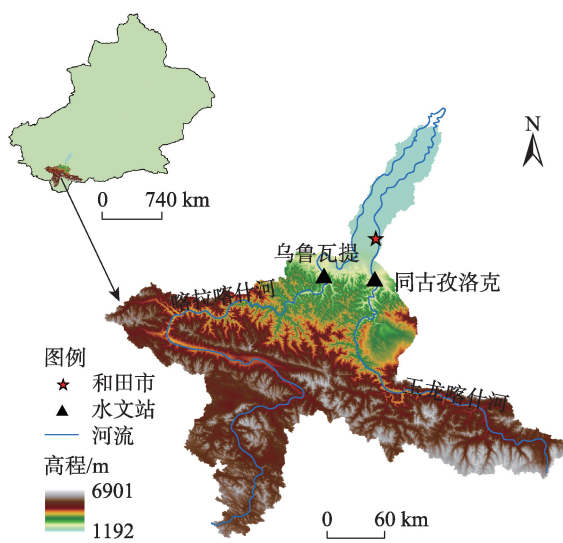 N
0 740 km
乌鲁瓦提
同古孜洛克
喀拉喀什河
玉龙喀什河
图例
和田市
水文站
河流
高程/m
6901
1192
0 60 km